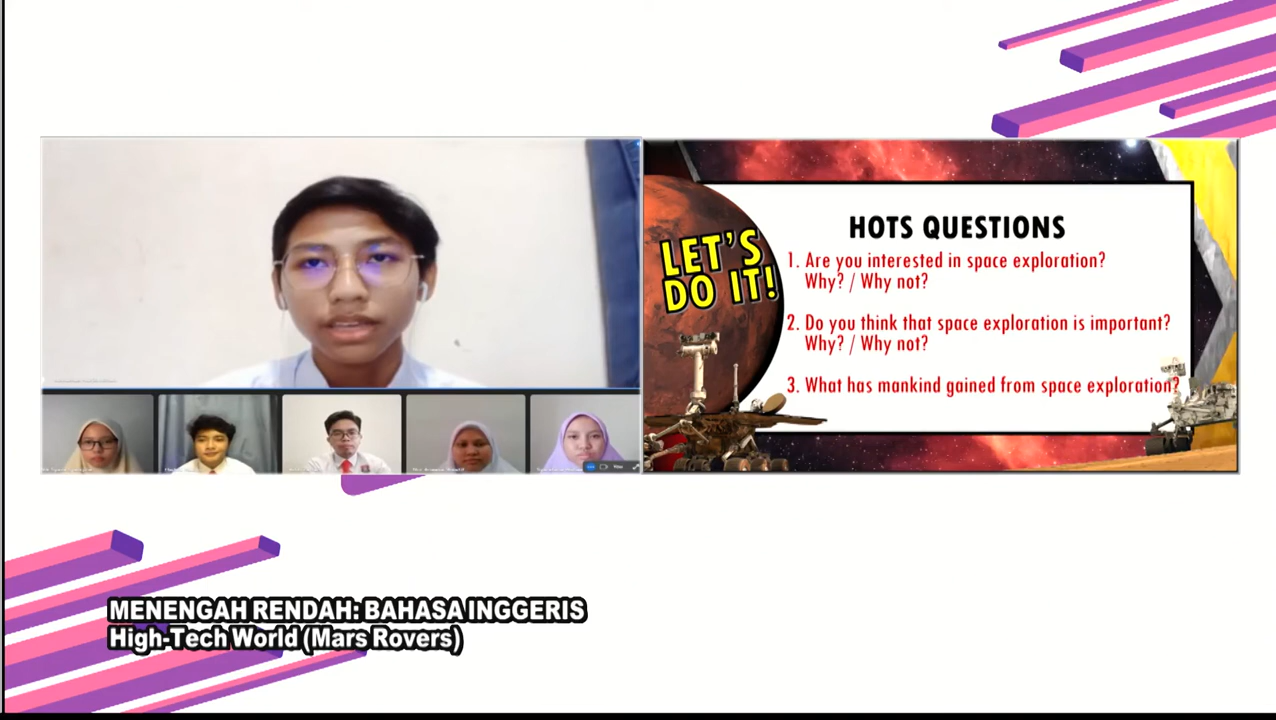 LET'S
DO IT!
HOTS QUESTIONS
1. Are you interested in space exploration?
Why? / Why not?
2. Do you think that space exploration is important?
Why? / Why not?
3. What has mankind gained from space exploration?
MENENGAH RENDAH: BAHASA INGGERIS
High-Tech World (Mars Rovers)